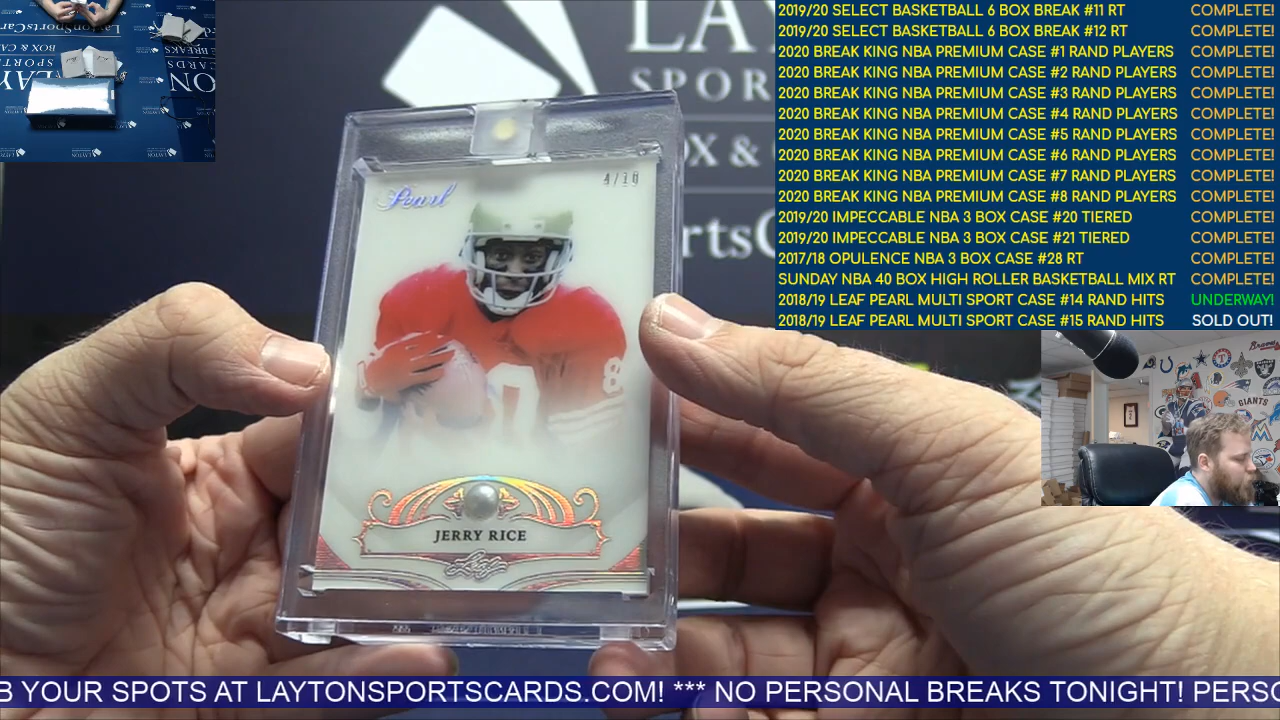 2019/20 SELECT BASKETBALL 6 BOX BREAK #11 RT COMPLETE!
2019/20 SELECT BASKETBALL 6 BOX BREAK #12 RT COMPLETE!
2020 BREAK KING NBA PREMIUM CASE #1 RAND PLAYERS COMPLETE!
2020 BREAK KING NBA PREMIUM CASE #2 RAND PLAYERS COMPLETE!
2020 BREAK KING NBA PREMIUM CASE #3 RAND PLAYERS COMPLETE!
2020 BREAK KING NBA PREMIUM CASE #4 RAND PLAYERS COMPLETE!
2020 BREAK KING NBA PREMIUM CASE #5 RAND PLAYERS COMPLETE!
2020 BREAK KING NBA PREMIUM CASE #6 RAND PLAYERS COMPLETE!
2020 BREAK KING NBA PREMIUM CASE #7 RAND PLAYERS COMPLETE!
2020 BREAK KING NBA PREMIUM CASE #8 RAND PLAYERS COMPLETE!
2019/20 IMPECCABLE NBA 3 BOX CASE #20 TIERED COMPLETE!
2019/20 IMPECCABLE NBA 3 BOX CASE #21 TIERED COMPLETE!
2017/18 OPULENCE NBA 3 BOX CASE #28 RT COMPLETE!
SUNDAY NBA 40 BOX HIGH ROLLER BASKETBALL MIX RT COMPLETE!
2018/19 LEAF PEARL MULTI SPORT CASE #14 RAND HITS UNDERWAY!
2018/19 LEAF PEARL MULTI SPORT CASE #15 RAND HITS SOLD OUT!
LAY
SPOR
OX &
rtsC
Pearl
8
JERRY RICE
Leaf
GIANTS
B YOUR SPOTS AT LAYTONSPORTSCARDS.COM! *** NO PERSONAL BREAKS TONIGHT! PERSO